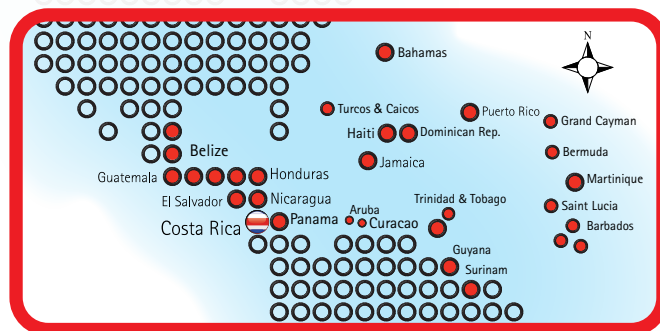 N
Bahamas
Turcos & Caicos
Puerto Rico
Grand Cayman
Haiti
Dominican Rep.
Belize
Jamaica
Bermuda
Guatemala
Honduras
Martinique
El Salvador
Nicaragua
Trinidad & Tobago
Saint Lucia
Costa Rica
Panama
Aruba
Curacao
Barbados
Guyana
Surinam